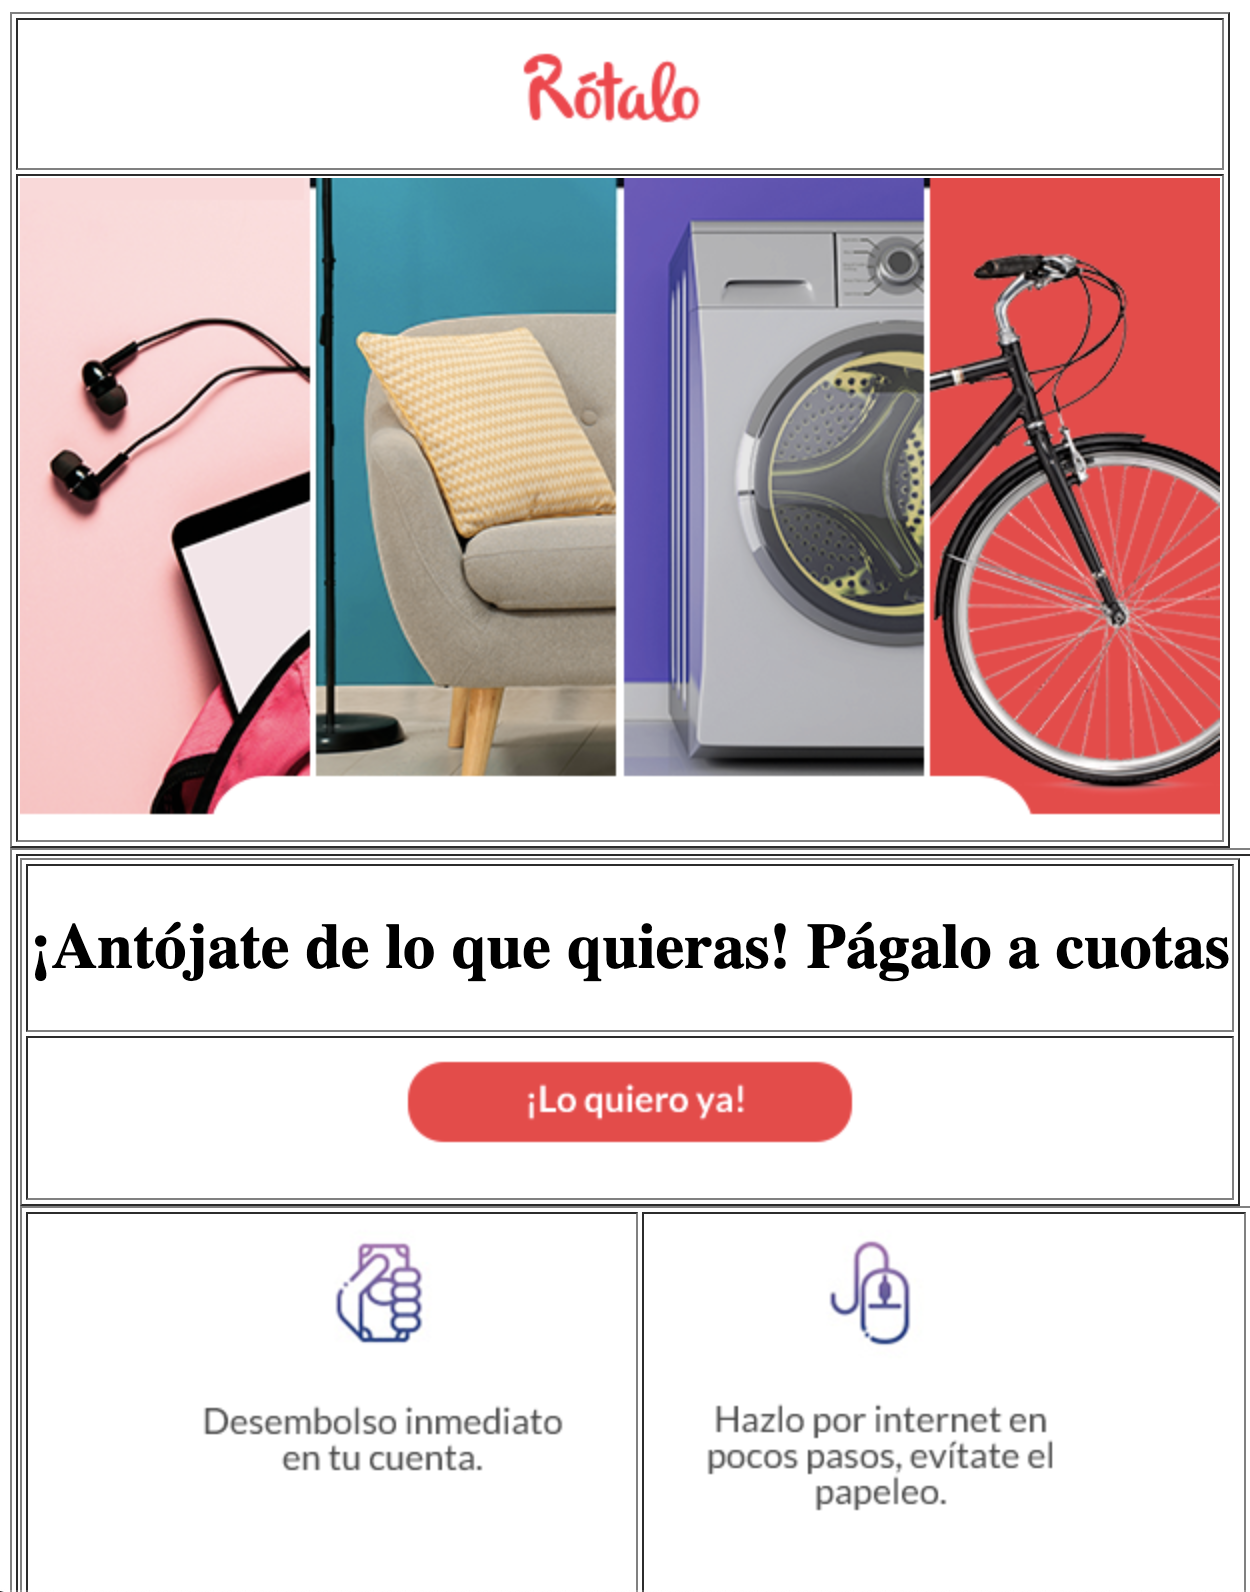 Rótalo
¡Antójate de lo que quieras! Págalo a cuotas
¡Lo quiero ya!
Desembolso inmediato
en tu cuenta.
Hazlo por internet en
pocos pasos, evítate el
papeleo.